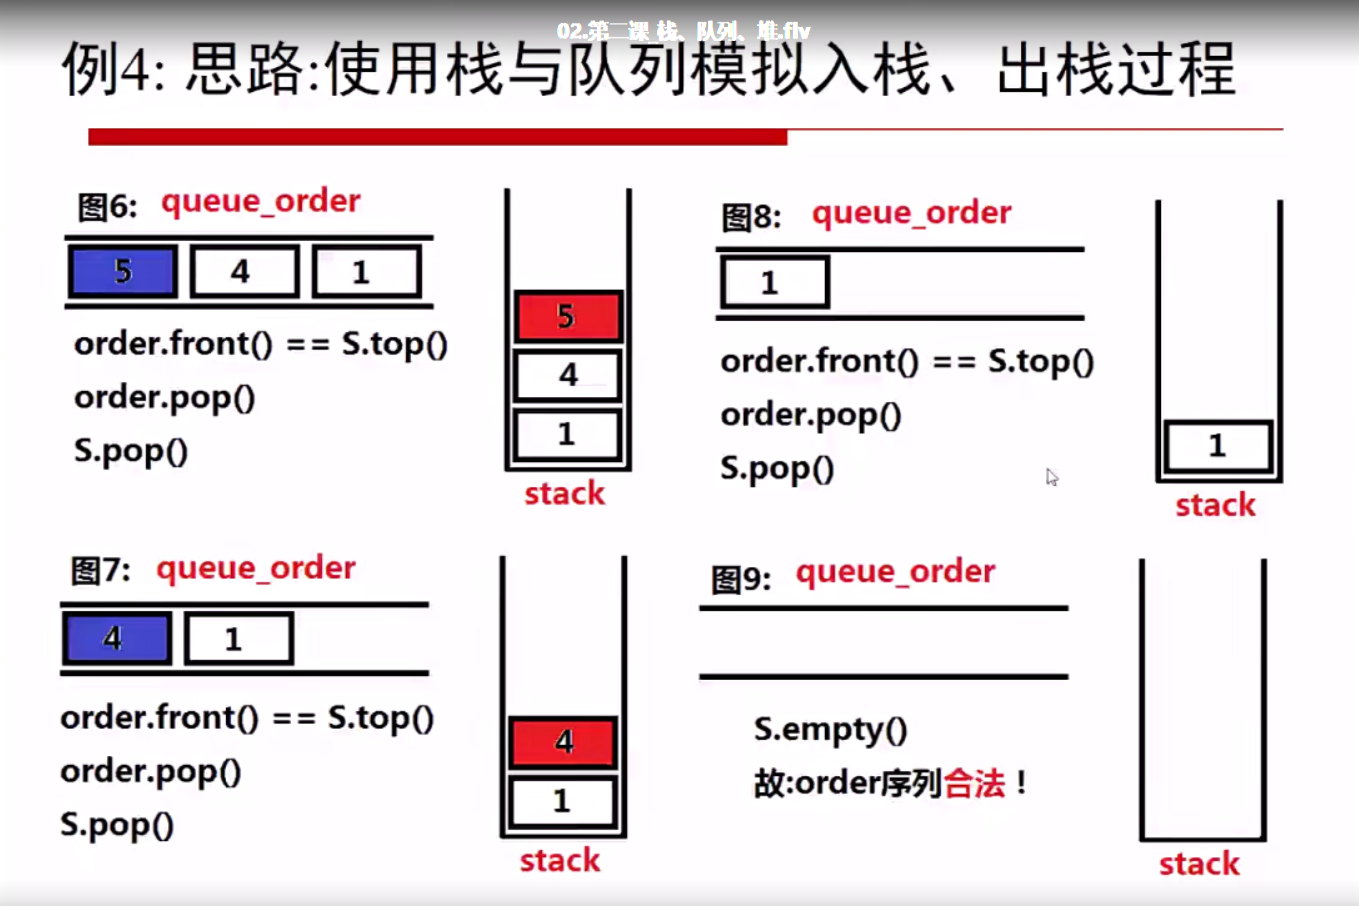 02.第二课 栈、队列、堆.flv
例4: 思路:使用栈与队列模拟入栈、出栈过程
图6: queue_order
5 4 1
order.front() == S.top()
order.pop()
S.pop()
5
4
1
stack
图7: queue_order
4 1
order.front() == S.top()
order.pop()
S.pop()
4
1
stack
图8: queue_order
1
order.front() == S.top()
order.pop()
S.pop()
1
stack
图9: queue_order
S.empty()
故:order序列合法！
stack